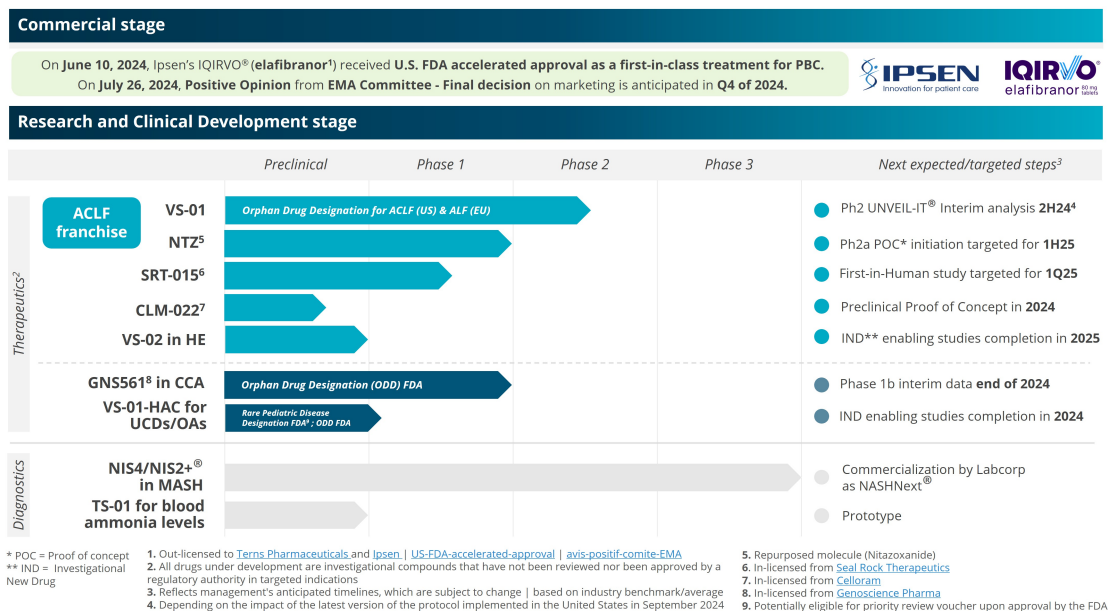 Commercial stage
On June 10, 2024, Ipsen's IQIRVO® (elafibranor¹) received U.S. FDA accelerated approval as a first-in-class treatment for PBC.
On July 26, 2024, Positive Opinion from EMA Committee - Final decision on marketing is anticipated in Q4 of 2024.
IPSEN
Innovation for patient care
IQIRVO®
elafibranor 80 mg tablets
Research and Clinical Development stage
Preclinical
Phase 1
Phase 2
Phase 3
Next expected/targeted steps³
Therapeutics²
ACLF
franchise
VS-01
Orphan Drug Designation for ACLF (US) & ALF (EU)
Ph2 UNVEIL-IT® Interim analysis 2H24⁴
NTZ⁵
Ph2a POC* initiation targeted for 1H25
SRT-015⁶
First-in-Human study targeted for 1Q25
CLM-022⁷
Preclinical Proof of Concept in 2024
VS-02 in HE
IND** enabling studies completion in 2025
GNS561⁸ in CCA
Orphan Drug Designation (ODD) FDA
Phase 1b interim data end of 2024
VS-01-HAC for
UCDs/OAs
Rare Pediatric Disease
Designation FDA⁹ ; ODD FDA
IND enabling studies completion in 2024
Diagnostics
NIS4/NIS2+®
in MASH
Commercialization by Labcorp
as NASHNext®
TS-01 for blood
ammonia levels
Prototype
* POC = Proof of concept
** IND = Investigational
New Drug
1. Out-licensed to Terns Pharmaceuticals and Ipsen | US-FDA-accelerated-approval | avis-positif-comite-EMA
2. All drugs under development are investigational compounds that have not been reviewed nor been approved by a
regulatory authority in targeted indications
3. Reflects management's anticipated timelines, which are subject to change | based on industry benchmark/average
4. Depending on the impact of the latest version of the protocol implemented in the United States in September 2024
5. Repurposed molecule (Nitazoxanide)
6. In-licensed from Seal Rock Therapeutics
7. In-licensed from Celloram
8. In-licensed from Genoscience Pharma
9. Potentially eligible for priority review voucher upon approval by the FDA